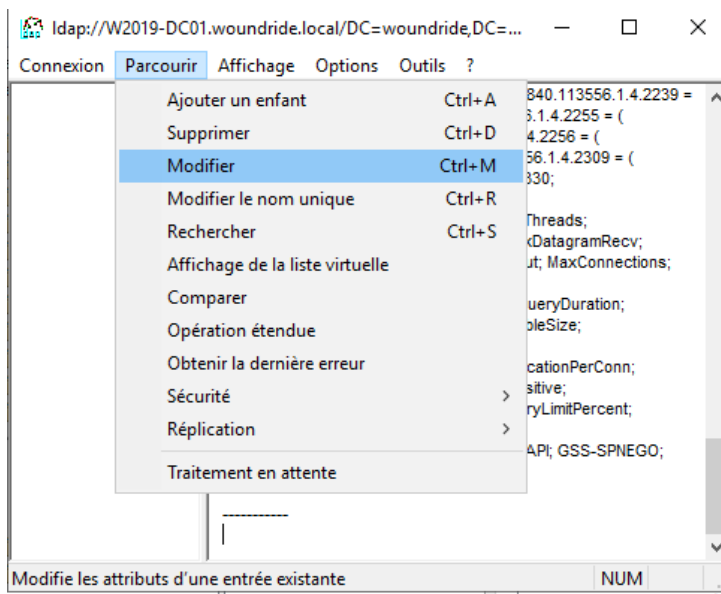 ldap://W2019-DC01.woundride.local/DC=woundride,DC=...
Connexion Parcourir Affichage Options Outils ?
Ajouter un enfant Ctrl+A
Supprimer Ctrl+D
Modifier Ctrl+M
Modifier le nom unique Ctrl+R
Rechercher Ctrl+S
Affichage de la liste virtuelle
Comparer
Opération étendue
Obtenir la dernière erreur
Sécurité
Réplication
Traitement en attente
840.113556.1.4.2239 =
.1.4.2255 = (
4.2256 = (
56.1.4.2309 = (
330;
Threads;
xDatagramRecv;
ut; MaxConnections;
ueryDuration;
bleSize;
cationPerConn;
sitive;
ryLimitPercent;
API; GSS-SPNEGO;
-----------
Modifie les attributs d'une entrée existante NUM